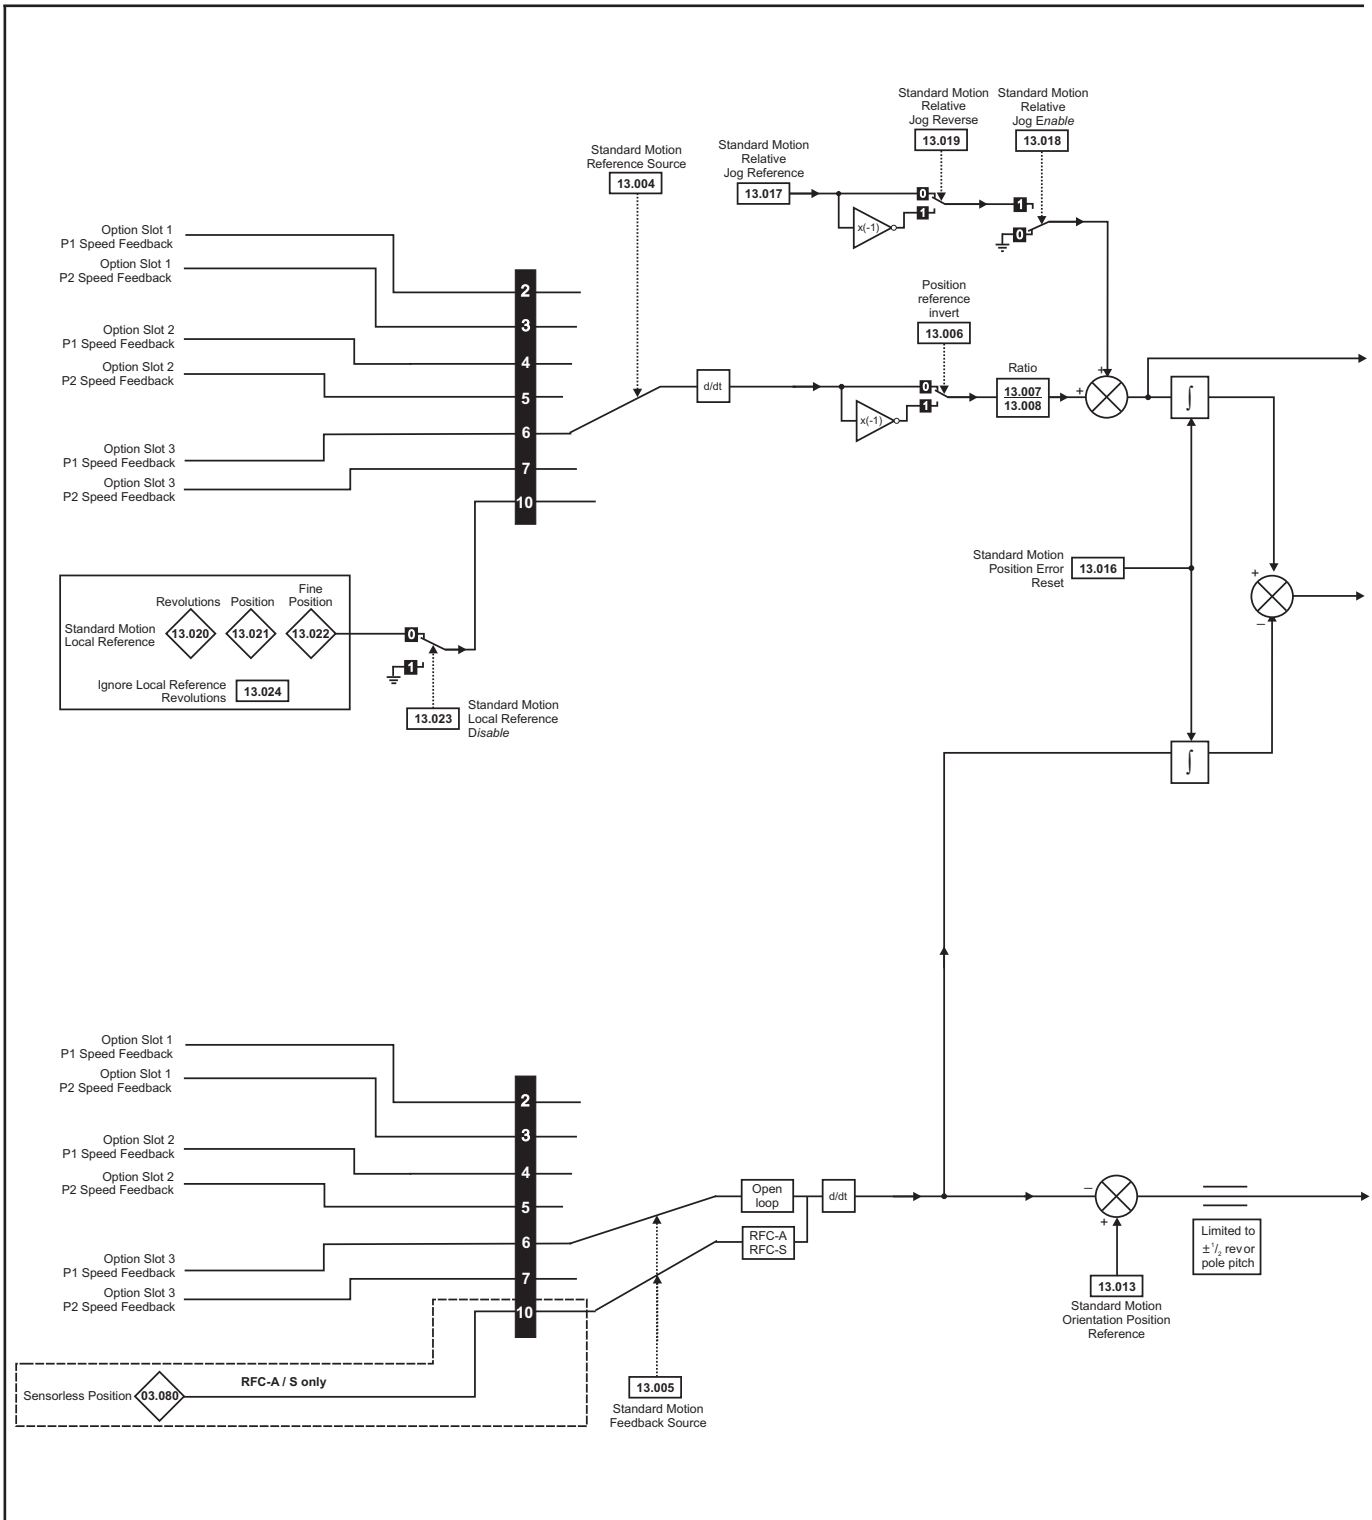 Standard Motion
Relative
Jog Reverse
13.019
Standard Motion
Relative
Jog Enable
13.018
Standard Motion
Reference Source
13.004
Standard Motion
Relative
Jog Reference
13.017
0
1
x(-1)
1
0
Option Slot 1
P1 Speed Feedback
Option Slot 1
P2 Speed Feedback
Option Slot 2
P1 Speed Feedback
Option Slot 2
P2 Speed Feedback
Option Slot 3
P1 Speed Feedback
Option Slot 3
P2 Speed Feedback
2
3
4
5
6
7
10
d/dt
Position
reference
invert
13.006
0
1
x(-1)
Ratio
13.007
13.008
+
+
∫
Standard Motion
Position Error
Reset
13.016
+
–
∫
Revolutions
Position
Fine
Position
Standard Motion
Local Reference
13.020
13.021
13.022
Ignore Local Reference
Revolutions
13.024
0
1
13.023
Standard Motion
Local Reference
Disable
Option Slot 1
P1 Speed Feedback
Option Slot 1
P2 Speed Feedback
Option Slot 2
P1 Speed Feedback
Option Slot 2
P2 Speed Feedback
Option Slot 3
P1 Speed Feedback
Option Slot 3
P2 Speed Feedback
2
3
4
5
6
7
10
Open
loop
RFC-A
RFC-S
d/dt
–
+
13.013
Standard Motion
Orientation Position
Reference
Limited to
±1/2 rev or
pole pitch
Sensorless Position
03.080
RFC-A / S only
13.005
Standard Motion
Feedback Source